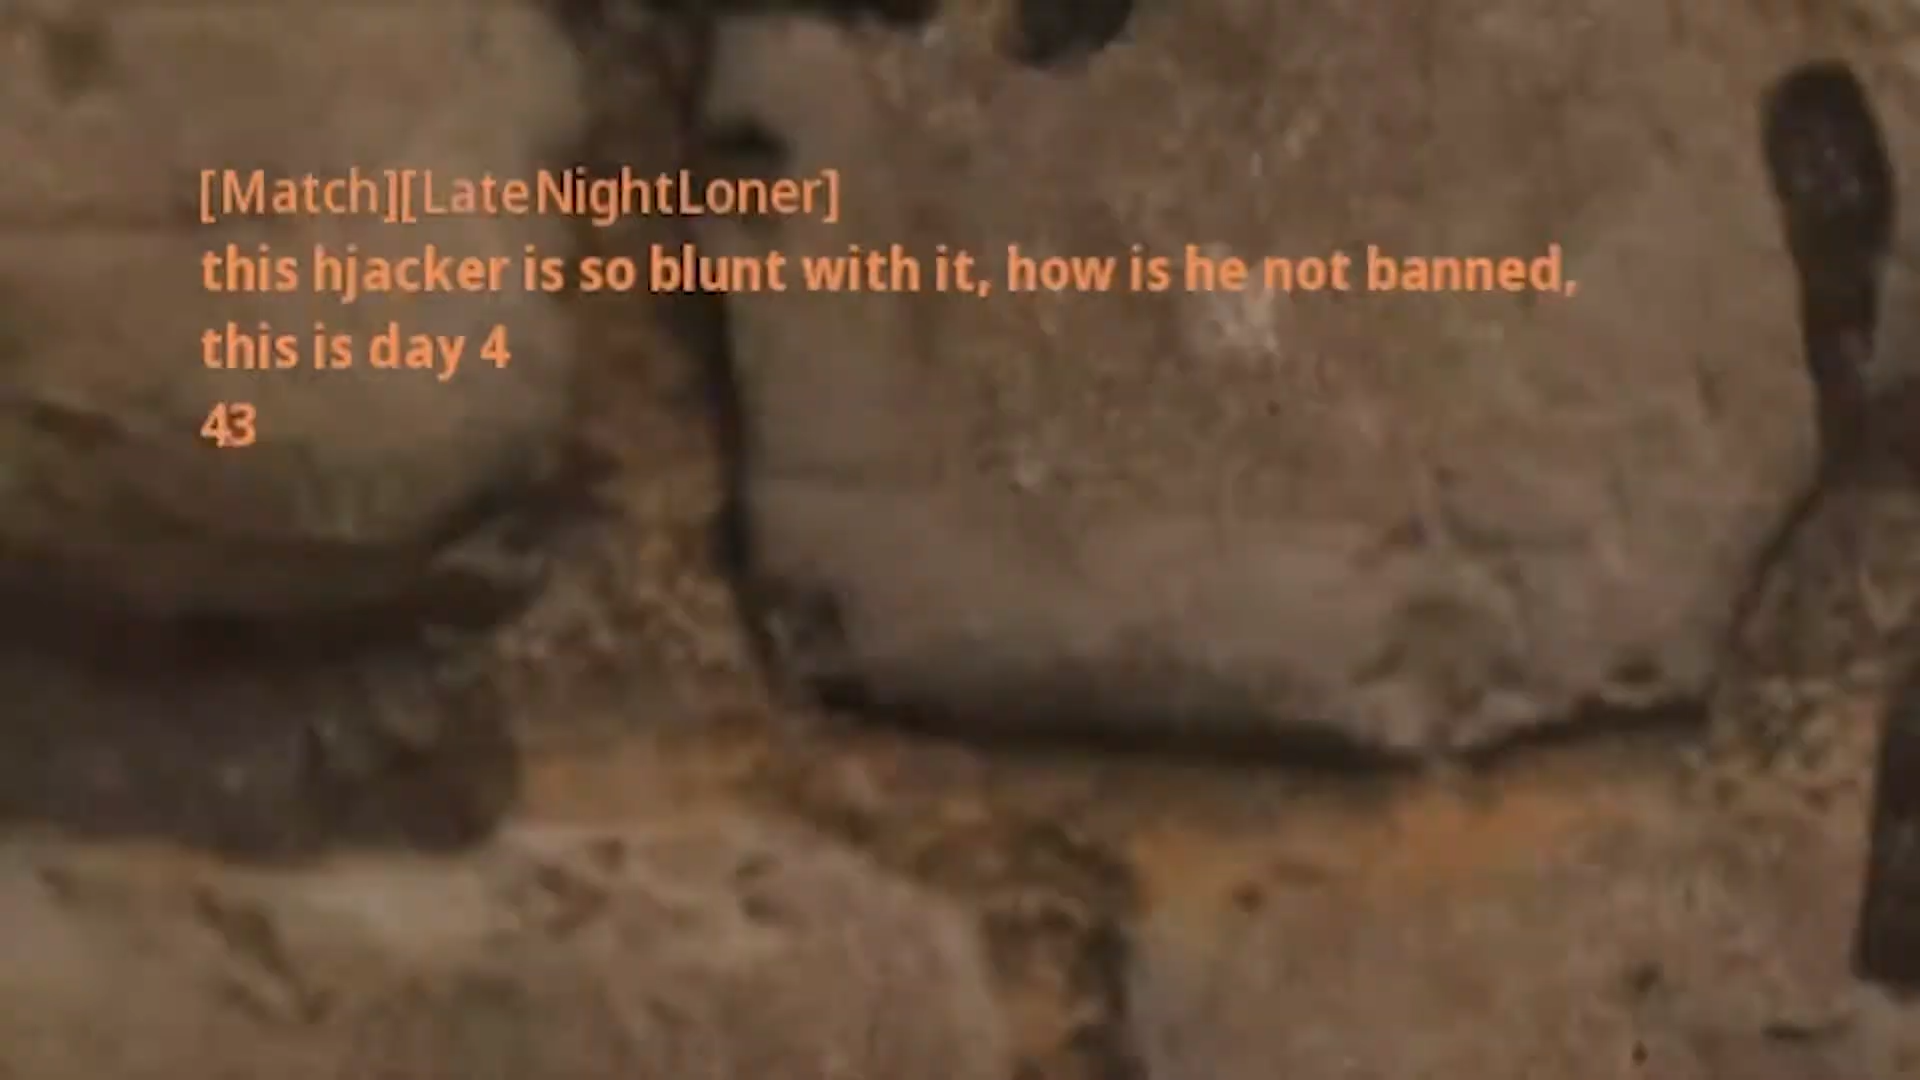 [Match][LateNightLoner]
this hjacker is so blunt with it, how is he not banned,
this is day 4
43